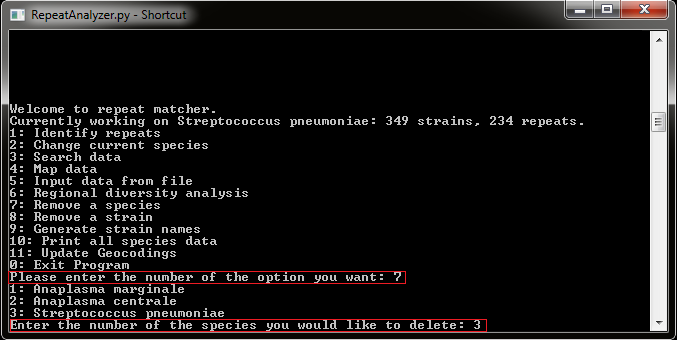 RepeatAnalyzer.py - Shortcut
Welcome to repeat matcher.
Currently working on Streptococcus pneumoniae: 349 strains, 234 repeats.
1: Identify repeats
2: Change current species
3: Search data
4: Map data
5: Input data from file
6: Regional diversity analysis
7: Remove a species
8: Remove a strain
9: Generate strain names
10: Print all species data
11: Update Geocodings
0: Exit Program
Please enter the number of the option you want: 7
1: Anaplasma marginale
2: Anaplasma centrale
3: Streptococcus pneumoniae
Enter the number of the species you would like to delete: 3